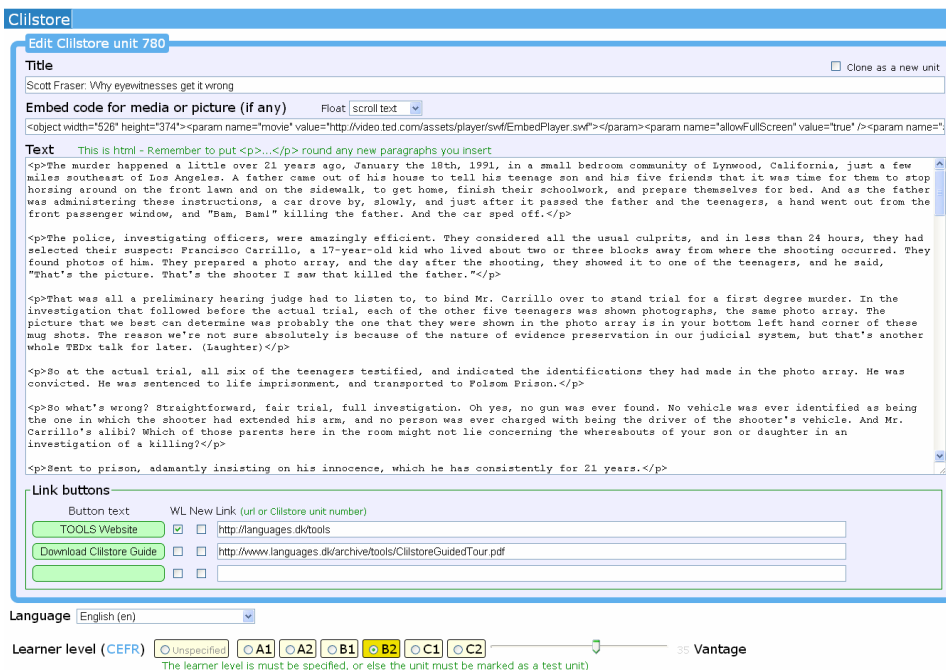 Clilstore
Edit Clilstore unit 780
Title
Clone as a new unit
Scott Fraser: Why eyewitnesses get it wrong
Embed code for media or picture (if any) Float scroll text
<object width="526" height="374"><param name="movie" value="http://video.ted.com/assets/player/swf/EmbedPlayer.swf"></param><param name="allowFullScreen" value="true" /><param name=":
Text This is html - Remember to put <p>...</p> round any new paragraphs you insert
<p>The murder happened a little over 21 years ago, January the 18th, 1991, in a small bedroom community of Lynwood, California, just a few
miles southeast of Los Angeles. A father came out of his house to tell his teenage son and his five friends that it was time for them to stop
horsing around on the front lawn and on the sidewalk, to get home, finish their schoolwork, and prepare themselves for bed. And as the father
was administering these instructions, a car drove by, slowly, and just after it passed the father and the teenagers, a hand went out from the
front passenger window, and "Bam, Bam!" killing the father. And the car sped off.</p>
<p>The police, investigating officers, were amazingly efficient. They considered all the usual culprits, and in less than 24 hours, they had
selected their suspect: Francisco Carrillo, a 17-year-old kid who lived about two or three blocks away from where the shooting occurred. They
found photos of him. They prepared a photo array, and the day after the shooting, they showed it to one of the teenagers, and he said,
"That's the picture. That's the shooter I saw that killed the father."</p>
<p>That was all a preliminary hearing judge had to listen to, to bind Mr. Carrillo over to stand trial for a first degree murder. In the
investigation that followed before the actual trial, each of the other five teenagers was shown photographs, the same photo array. The
picture that we best can determine was probably the one that they were shown in the photo array is in your bottom left hand corner of these
mug shots. The reason we're not sure absolutely is because of the nature of evidence preservation in our judicial system, but that's another
whole TEDx talk for later. (Laughter)</p>
<p>So at the actual trial, all six of the teenagers testified, and indicated the identifications they had made in the photo array. He was
convicted. He was sentenced to life imprisonment, and transported to Folsom Prison.</p>
<p>So what's wrong? Straightforward, fair trial, full investigation. Oh yes, no gun was ever found. No vehicle was ever identified as being
the one in which the shooter had extended his arm, and no person was ever charged with being the driver of the shooter's vehicle. And Mr.
Carrillo's alibi? Which of those parents here in the room might not lie concerning the whereabouts of your son or daughter in an
investigation of a killing?</p>
<p>Sent to prison, adamantly insisting on his innocence, which he has consistently for 21 years.</p>
Link buttons
Button text WL New Link (url or Clilstore unit number)
TOOLS Website http://languages.dk/tools
Download Clilstore Guide http://www.languages.dk/archive/tools/ClilstoreGuidedTour.pdf
Language English (en)
Learner level (CEFR) Unspecified A1 A2 B1 B2 C1 C2 35 Vantage
The learner level is must be specified, or else the unit must be marked as a test unit)